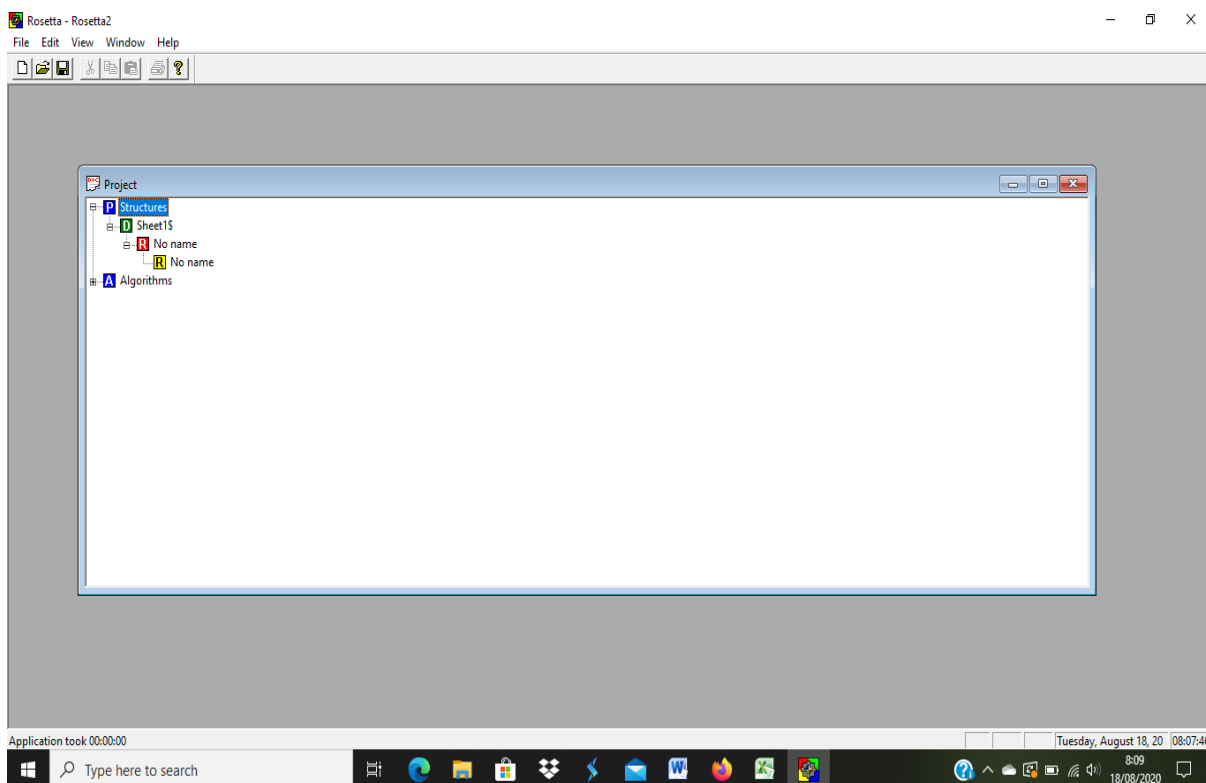 Rosetta - Rosetta2
File Edit View Window Help
Project
P Structures
D Sheet1$
R No name
R No name
A Algorithms
Application took 00:00:00
Tuesday, August 18, 20 08:07:46
Type here to search
8:09
18/08/2020